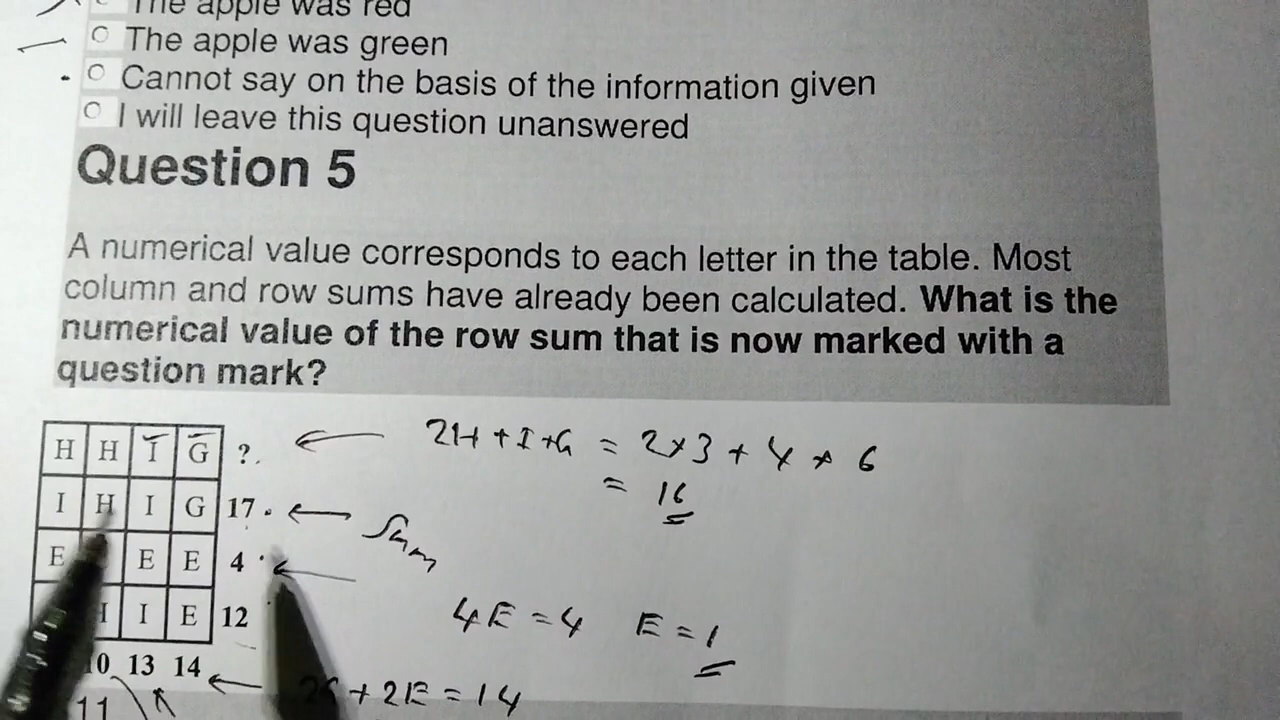 The apple was red
The apple was green
Cannot say on the basis of the information given
I will leave this question unanswered
Question 5
A numerical value corresponds to each letter in the table. Most
column and row sums have already been calculated. What is the
numerical value of the row sum that is now marked with a
question mark?
H H I G ?
2H + I + G = 2 × 3 + 4 + 6
= 16
I H I G 17
Sum
E E E 4
4E = 4 E = 1
I E 12
13 14
+ 2E = 14
11